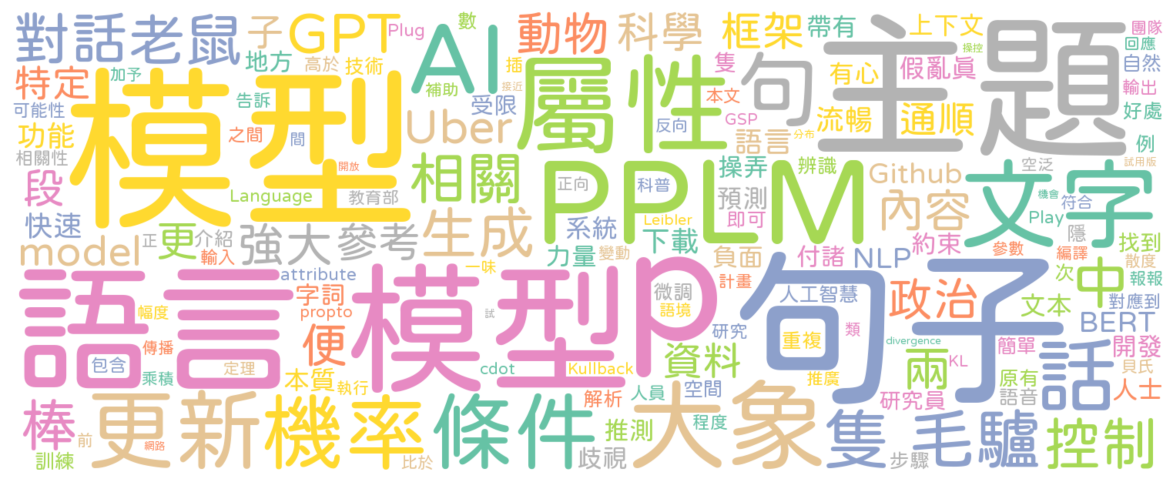 對話
老鼠
子
GPT
Plug
AI
數
動物
科學
框架
帶有
上下文
操控
團隊
回應
自然
特定
加予
地方
高於
技術
補助
插
接近
隻
句
主題
有心
假亂真
輸出
可能性
模型
告訴
受限
屬性
本文
GSP
流暢
通順
好處
功能
之間
間
Uber
反向
語言
分布
例
相關性
開放
相關
PPLM
操弄
辨識
Github
文字
空泛
試用版
段
Language
教育部
正向
科普
預測
即可
內容
機會
符合
快速
正
更
介紹
強大
參考
生成
系統
Leibler
下載
付諸
約束
Play
隱
找到
model
輸入
attribute
一味
力量
變動
負面
NLP
參數
編譯
散度
語言模型
p
句子
計畫
人工智慧
政治
次
中
報報
幅度
字詞
propto
微調
語境
文本
對應到
試
研究
重複
類
BERT
包含
傳播
便
定理
cdot
Kullback
資料
divergence
KL
兩
簡單
話
開發
貝氏
乘積
本質
執行
解析
人員
空間
推廣
研究員
原有
語音
人士
棒
前
更新
機率
條件
推測
程度
大象
隻
毛驢
控制
訓練
網路
比於
歧視
步驟